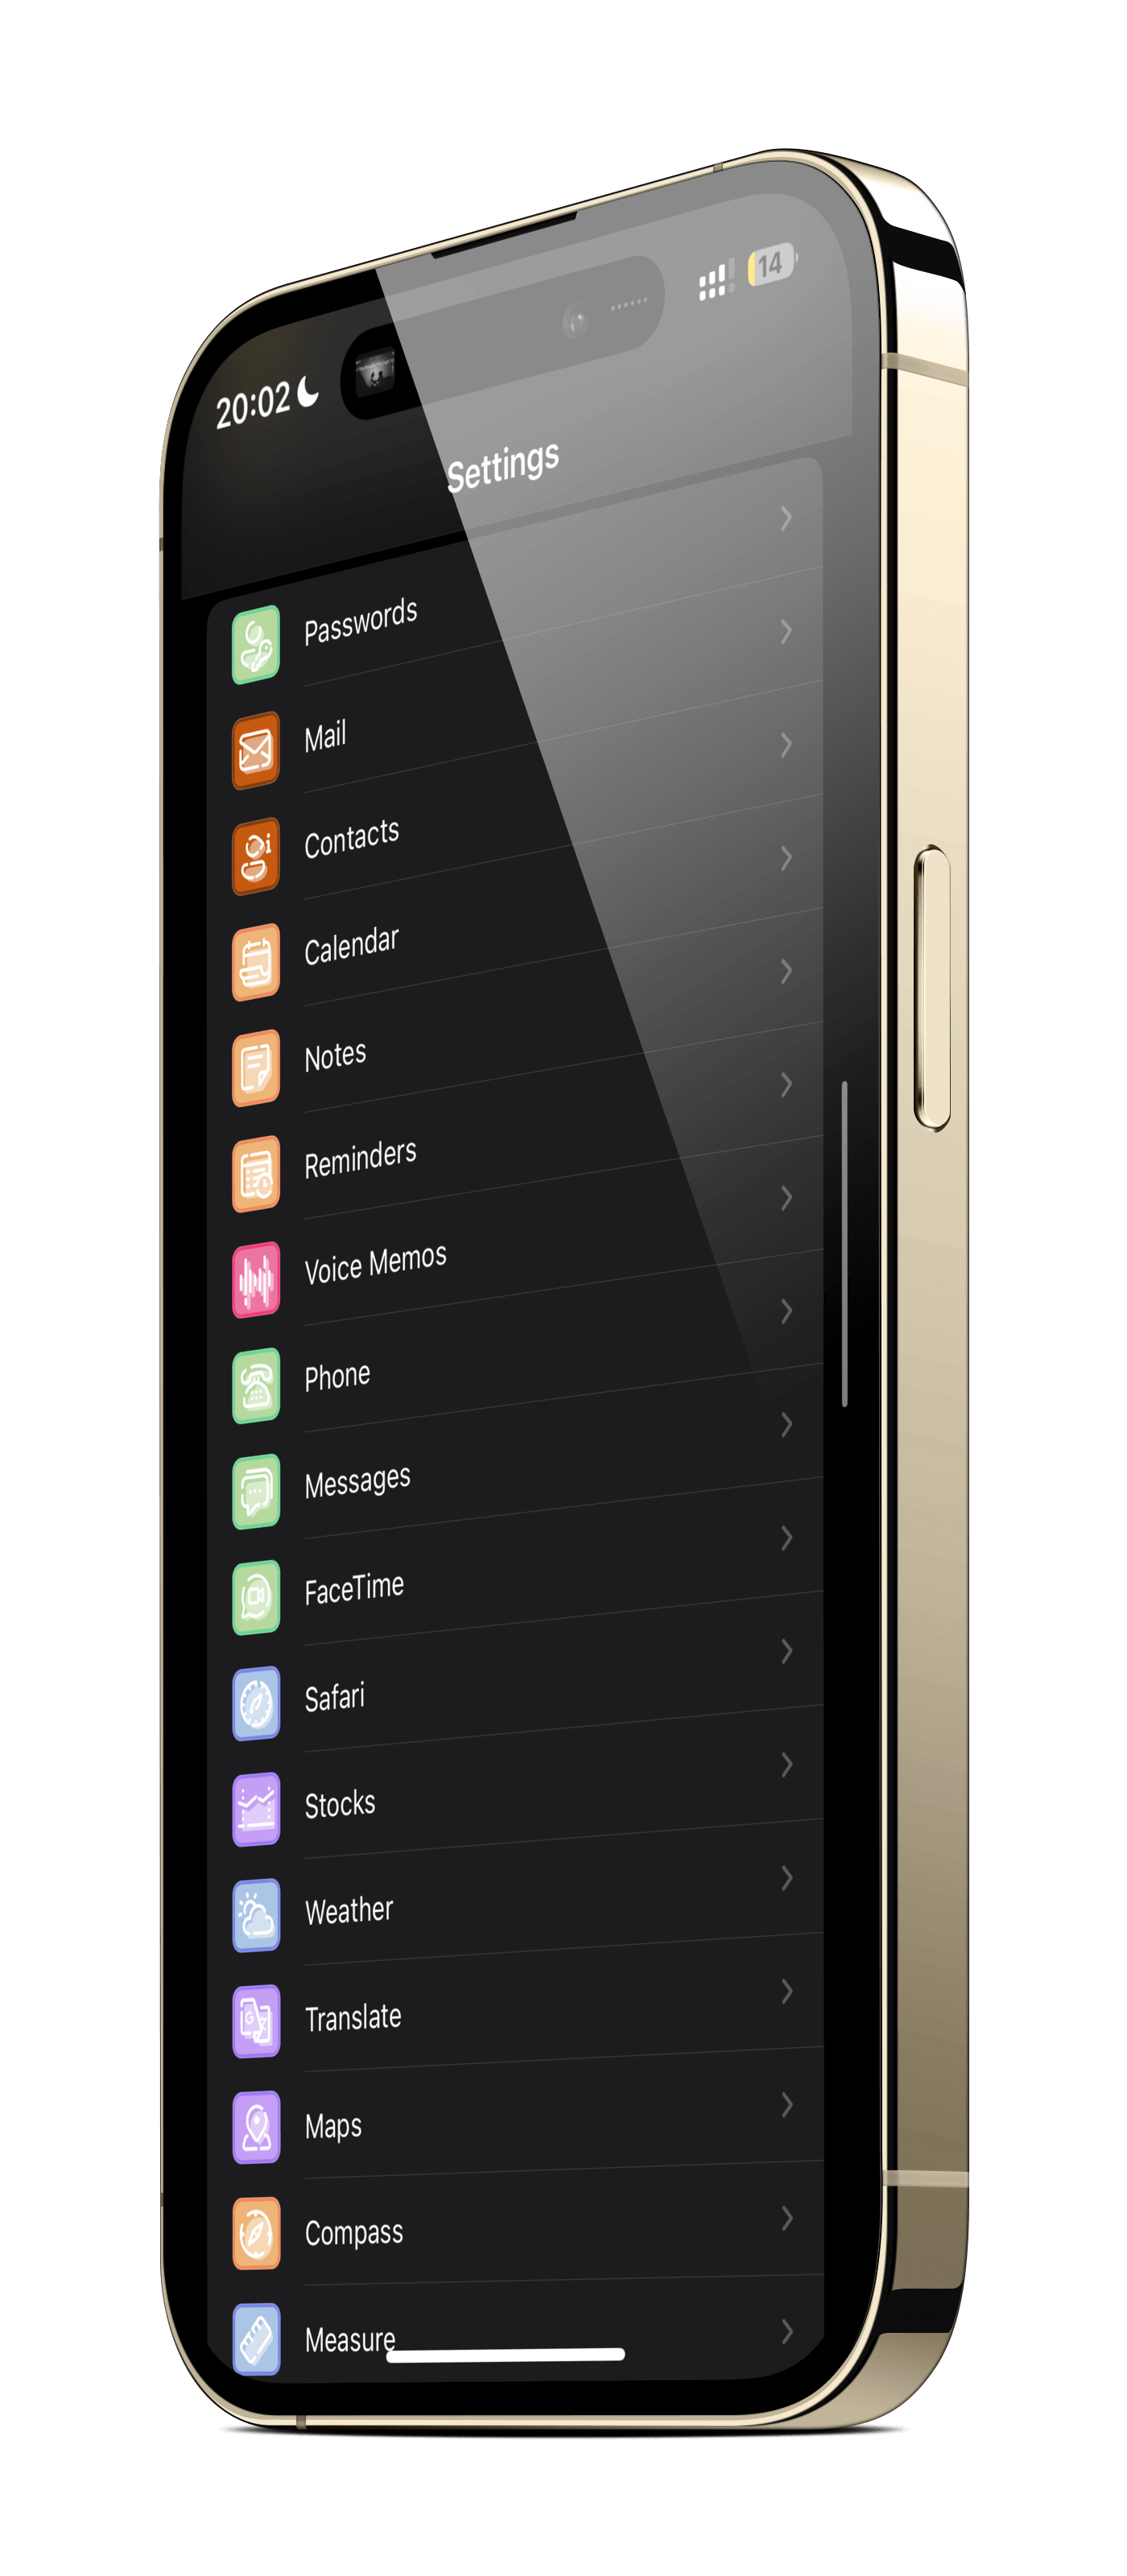 20:02
14
Settings
Passwords
Mail
Contacts
Calendar
Notes
Reminders
Voice Memos
Phone
Messages
FaceTime
Safari
Stocks
Weather
Translate
Maps
Compass
Measure